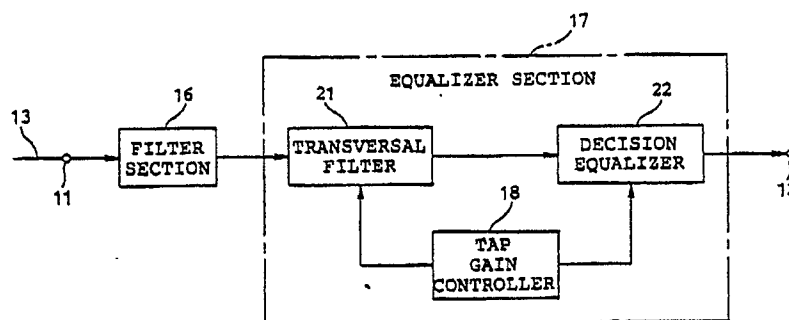 17
EQUALIZER SECTION
13
16
21
22
11
FILTER
SECTION
TRANSVERSAL
FILTER
DECISION
EQUALIZER
18
TAP
GAIN
CONTROLLER